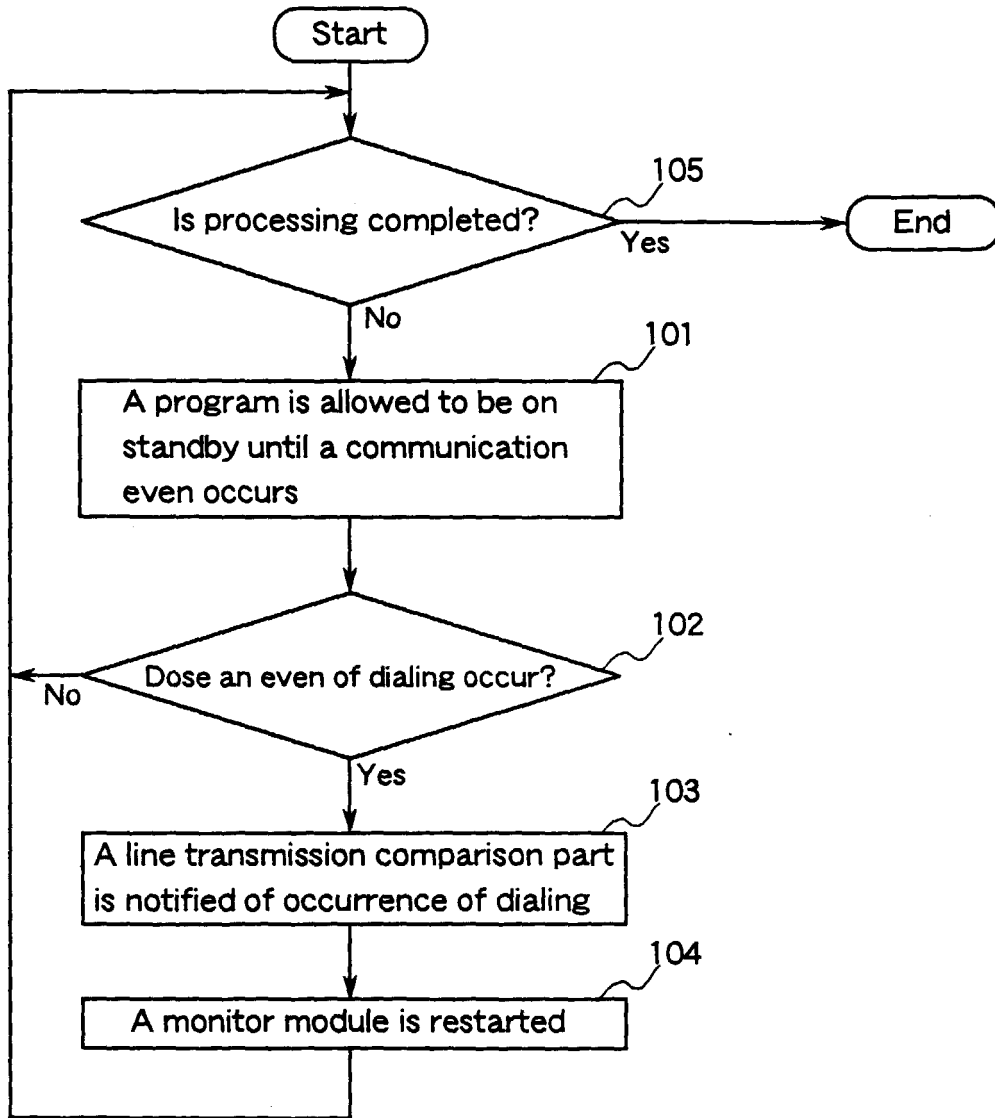 Start
105
Is processing completed?
Yes
End
No
101
A program is allowed to be on
standby until a communication
even occurs
102
Dose an even of dialing occur?
No
Yes
103
A line transmission comparison part
is notified of occurrence of dialing
104
A monitor module is restarted